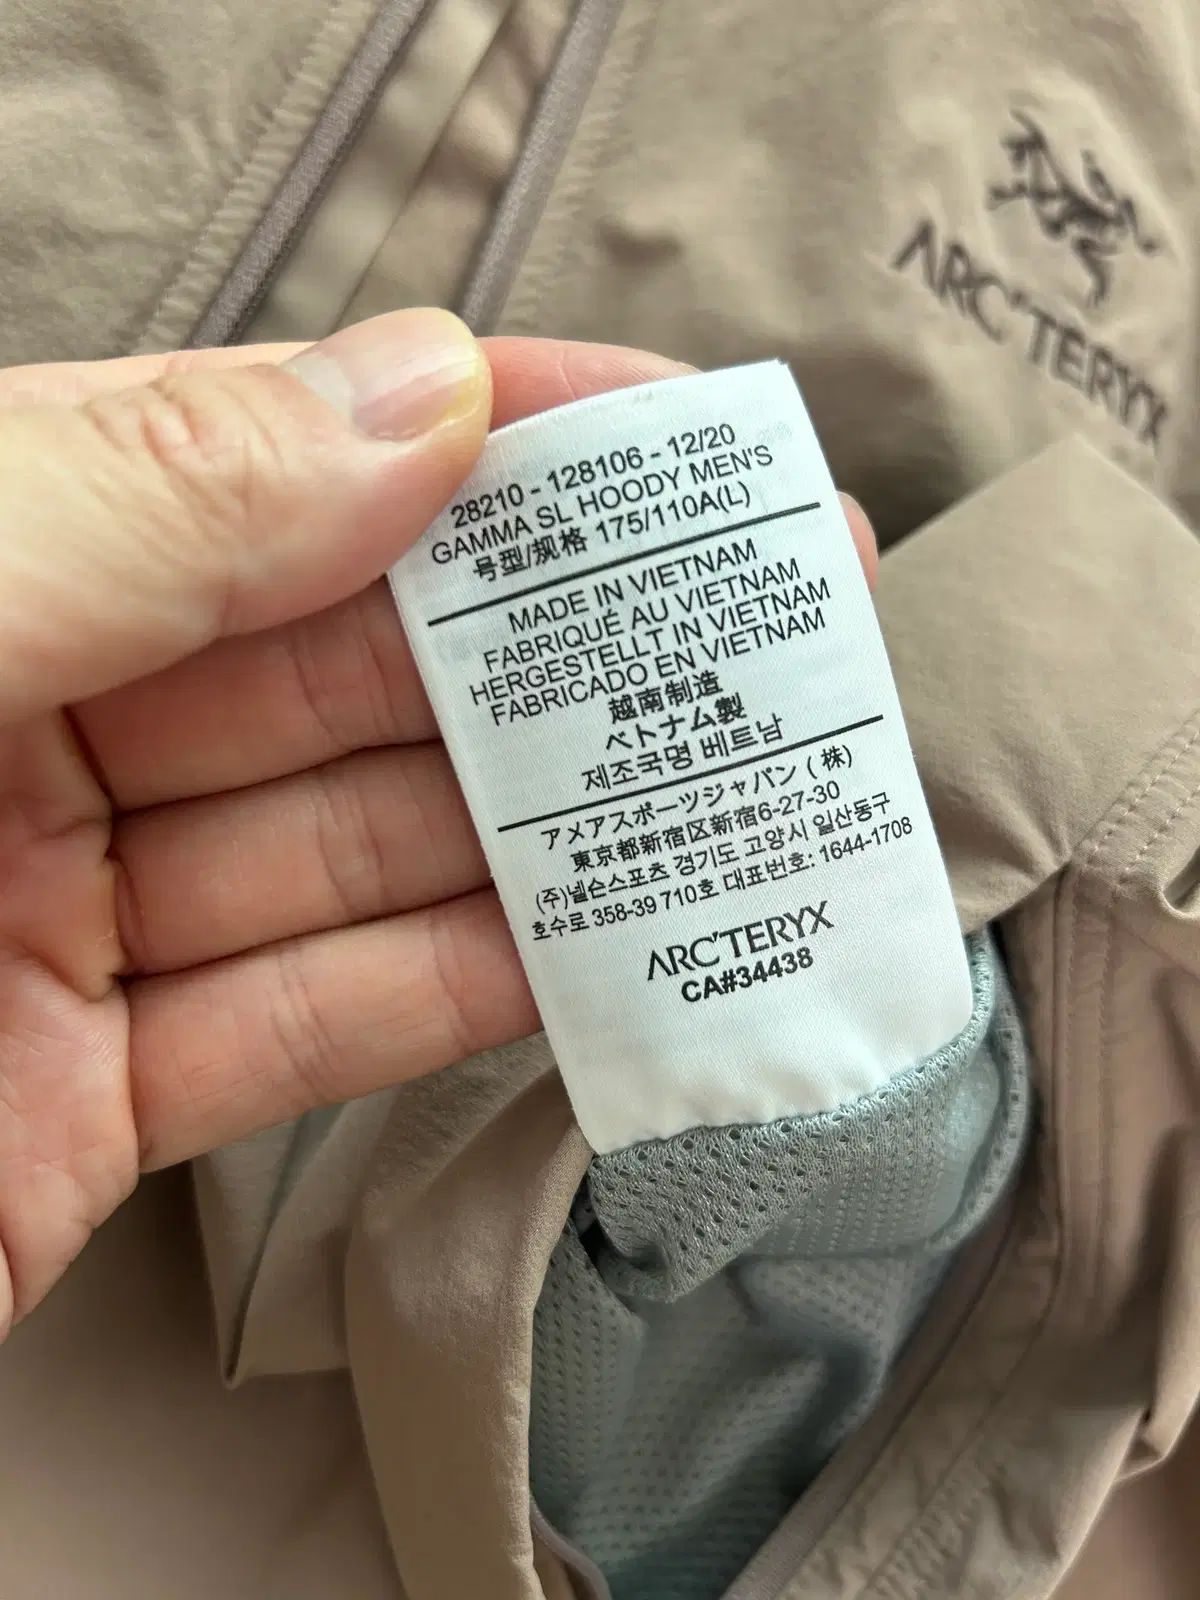 ARC'TERYX
28210 - 128106 - 12/20
GAMMA SL HOODY MEN'S
号型/规格 175/110A(L)
MADE IN VIETNAM
FABRIQUÉ AU VIETNAM
HERGESTELLT IN VIETNAM
FABRICADO EN VIETNAM
越南制造
ベトナム製
제조국명 베트남
アメアスポーツジャパン (株)
東京都新宿区新宿6-27-30
(주)넬슨스포츠 경기도 고양시 일산동구
호수로 358-39 710호 대표번호: 1644-1708
ARC'TERYX
CA#34438